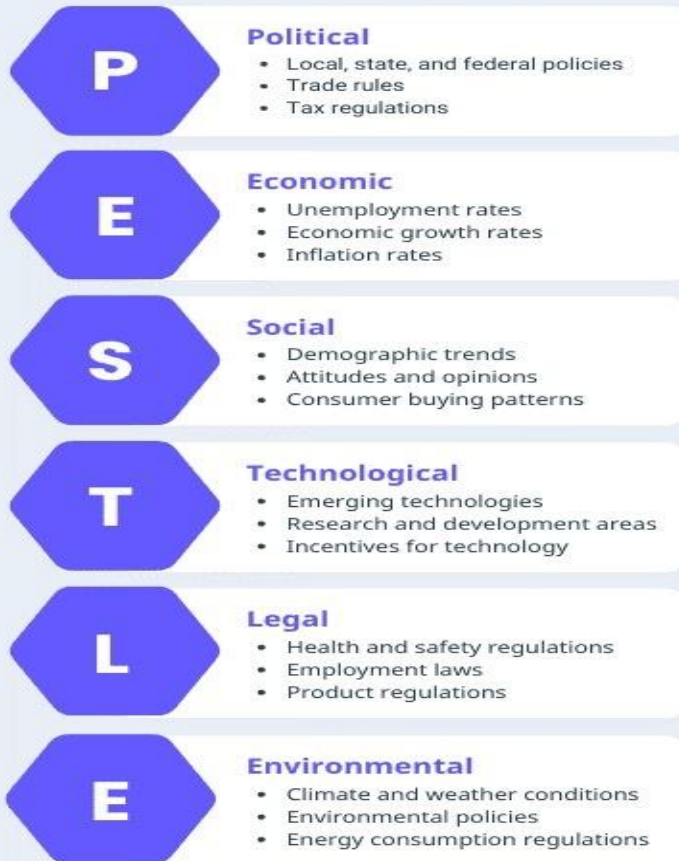 P
Political
• Local, state, and federal policies
• Trade rules
• Tax regulations
E
Economic
• Unemployment rates
• Economic growth rates
• Inflation rates
S
Social
• Demographic trends
• Attitudes and opinions
• Consumer buying patterns
T
Technological
• Emerging technologies
• Research and development areas
• Incentives for technology
L
Legal
• Health and safety regulations
• Employment laws
• Product regulations
E
Environmental
• Climate and weather conditions
• Environmental policies
• Energy consumption regulations